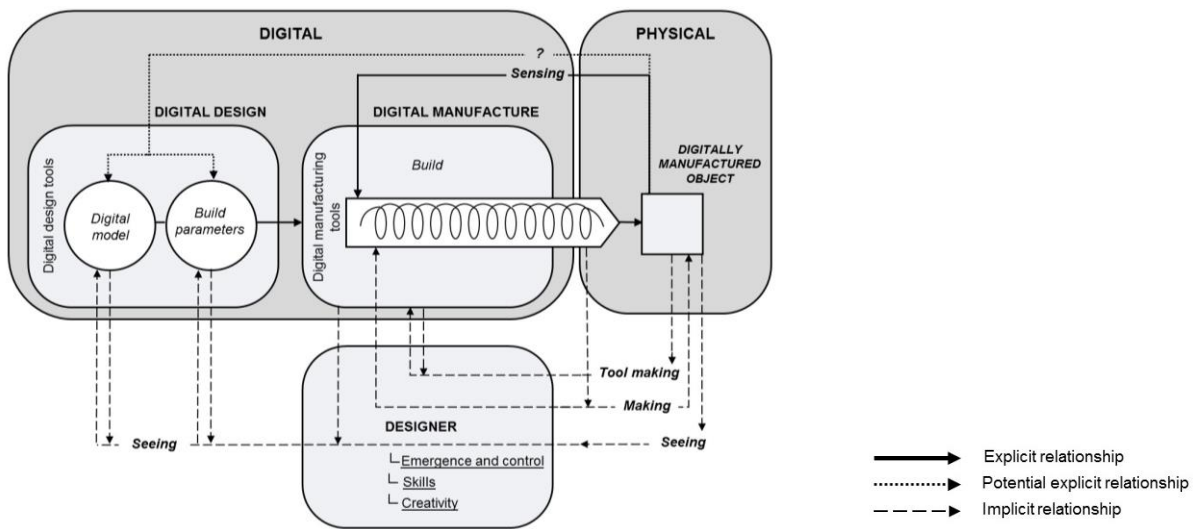 DIGITAL
PHYSICAL
?
Sensing
DIGITAL DESIGN
DIGITAL MANUFACTURE
Digital design tools
Digital
model
Build
parameters
Digital manufacturing
tools
Build
DIGITALLY
MANUFACTURED
OBJECT
Tool making
Making
Seeing
Seeing
DESIGNER
Emergence and control
Skills
Creativity
Explicit relationship
Potential explicit relationship
Implicit relationship